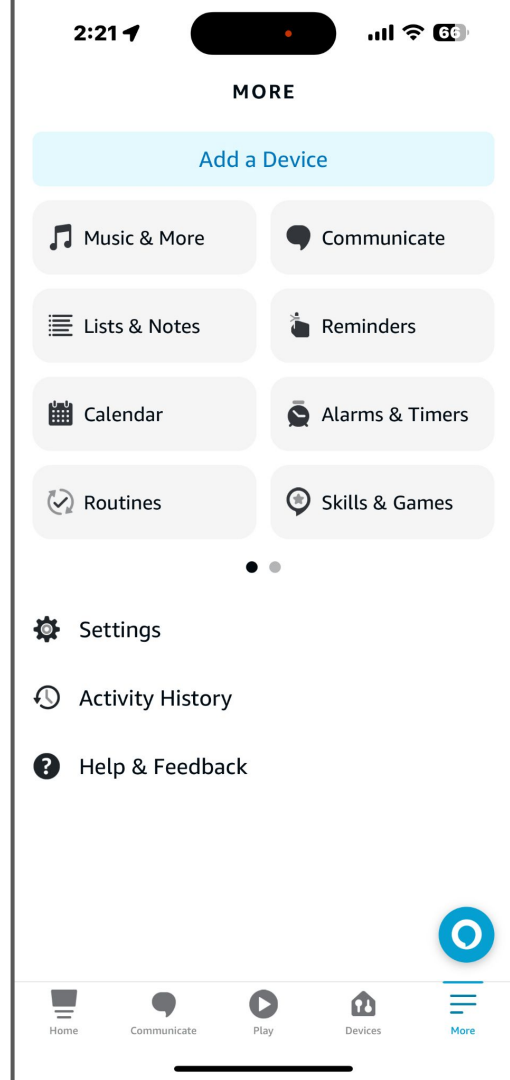 2:21
66
MORE
Add a Device
Music & More
Communicate
Lists & Notes
Reminders
Calendar
Alarms & Timers
Routines
Skills & Games
Settings
Activity History
Help & Feedback
Home
Communicate
Play
Devices
More